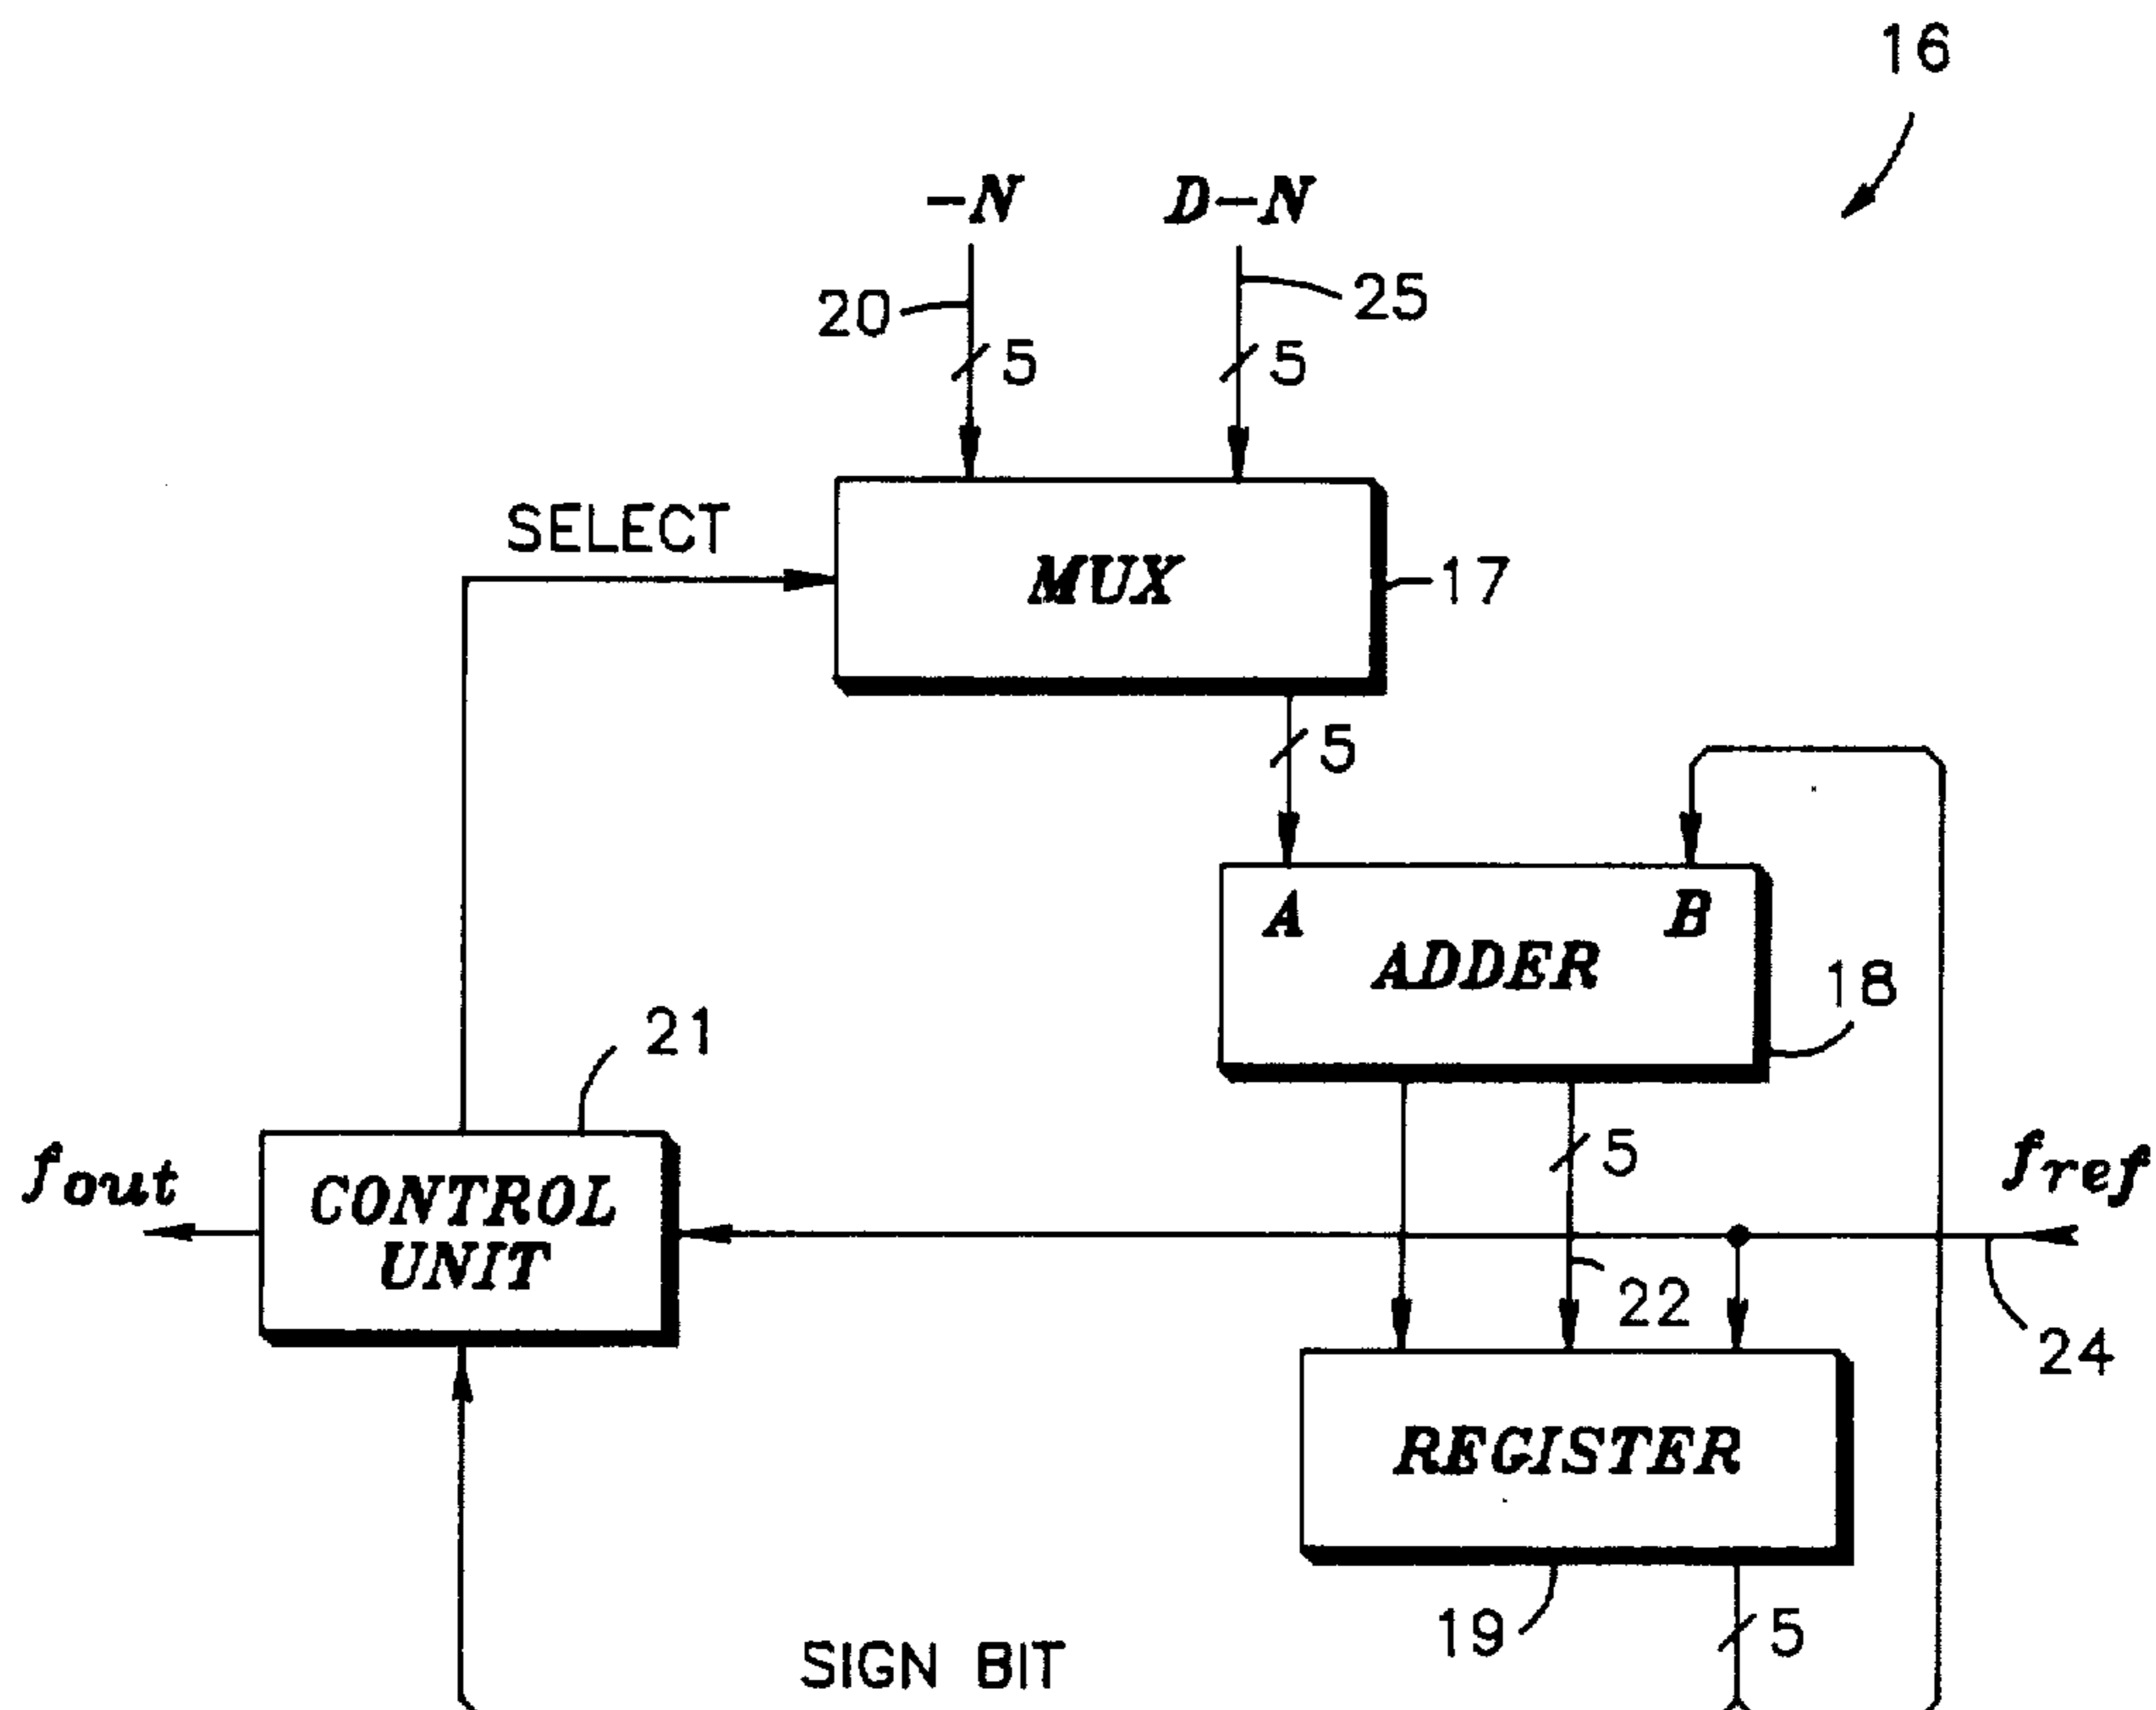 16
-N D-N
20 25
5 5
SELECT
MUX 17
5
A B
ADDER
18
21
5
fout
CONTROL
UNIT
fref
22
24
REGISTER
19 5
SIGN BIT